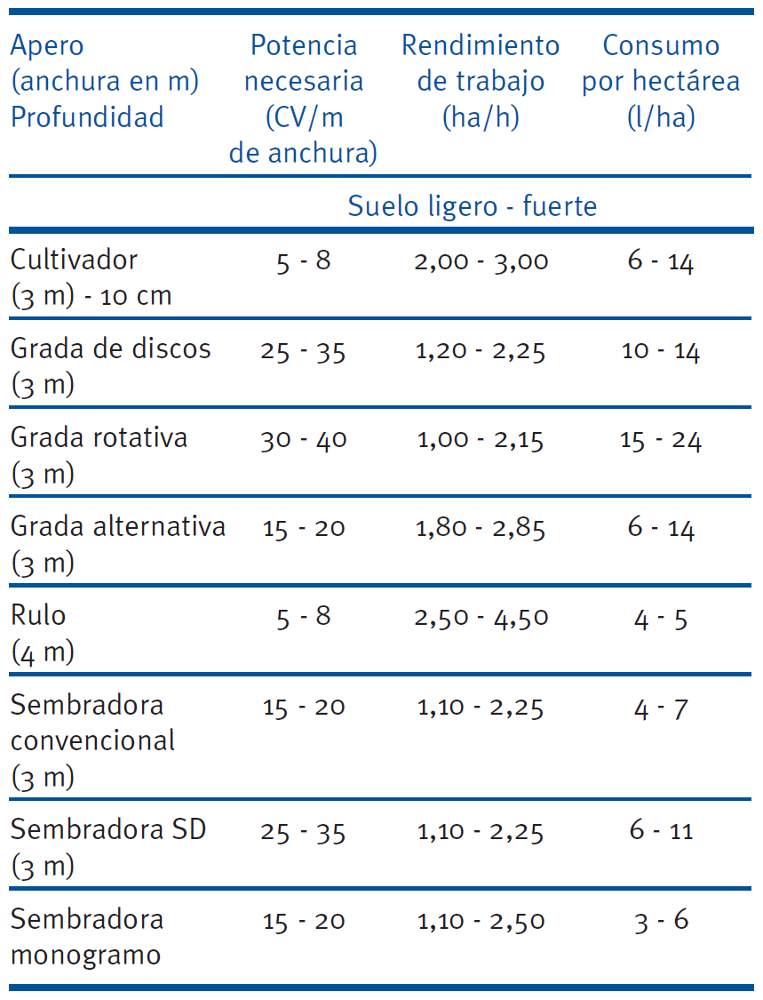 Apero Potencia Rendimiento Consumo
(anchura en m) necesaria de trabajo por hectárea
Profundidad (CV/m (ha/h) (l/ha)
de anchura)
Suelo ligero - fuerte
Cultivador 5 - 8 2,00 - 3,00 6 - 14
(3 m) - 10 cm
Grada de discos 25 - 35 1,20 - 2,25 10 - 14
(3 m)
Grada rotativa 30 - 40 1,00 - 2,15 15 - 24
(3 m)
Grada alternativa 15 - 20 1,80 - 2,85 6 - 14
(3 m)
Rulo 5 - 8 2,50 - 4,50 4 - 5
(4 m)
Sembradora 15 - 20 1,10 - 2,25 4 - 7
convencional
(3 m)
Sembradora SD 25 - 35 1,10 - 2,25 6 - 11
(3 m)
Sembradora 15 - 20 1,10 - 2,50 3 - 6
monogramo